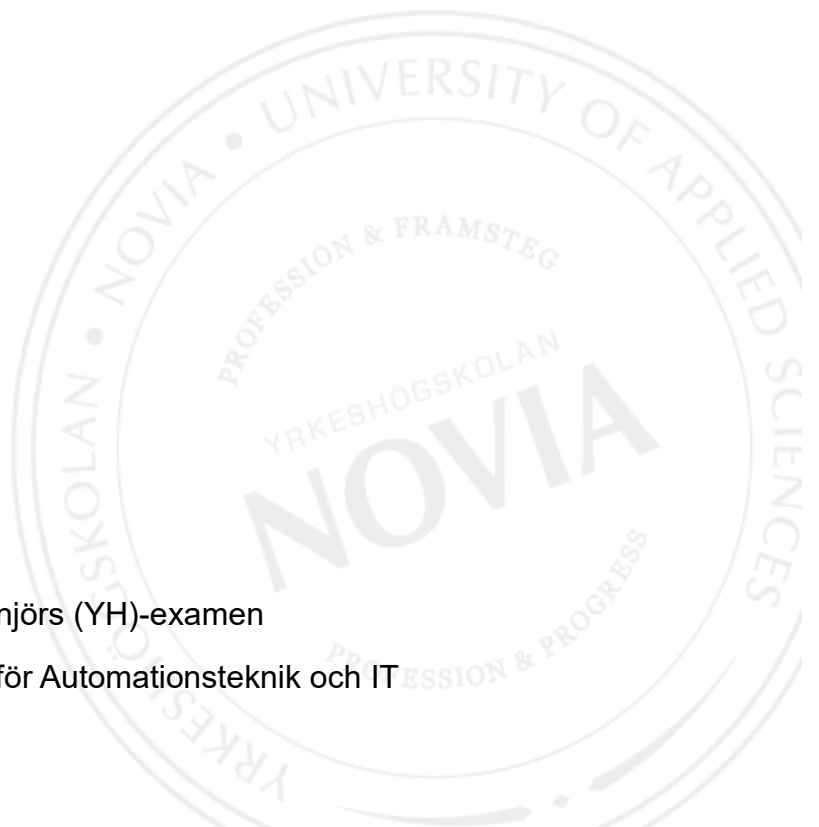 YRKESHÖGSKOLAN • NOVIA • UNIVERSITY OF APPLIED SCIENCES
PROFESSION & FRAMSTEG
YRKESHÖGSKOLAN
NOVIA
PROFESSION & PROGRESS
njörs (YH)-examen
för Automationsteknik och IT